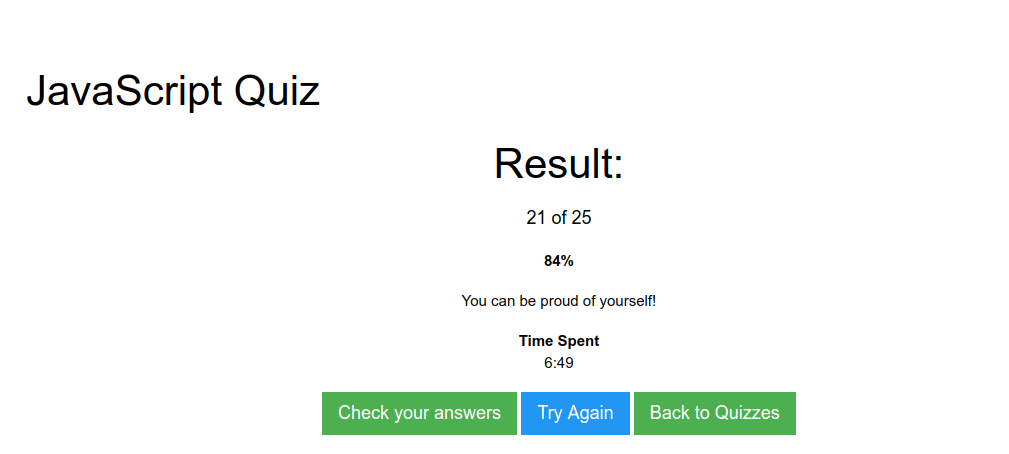 JavaScript Quiz
Result:
21 of 25
84%
You can be proud of yourself!
Time Spent
6:49
Check your answers Try Again Back to Quizzes